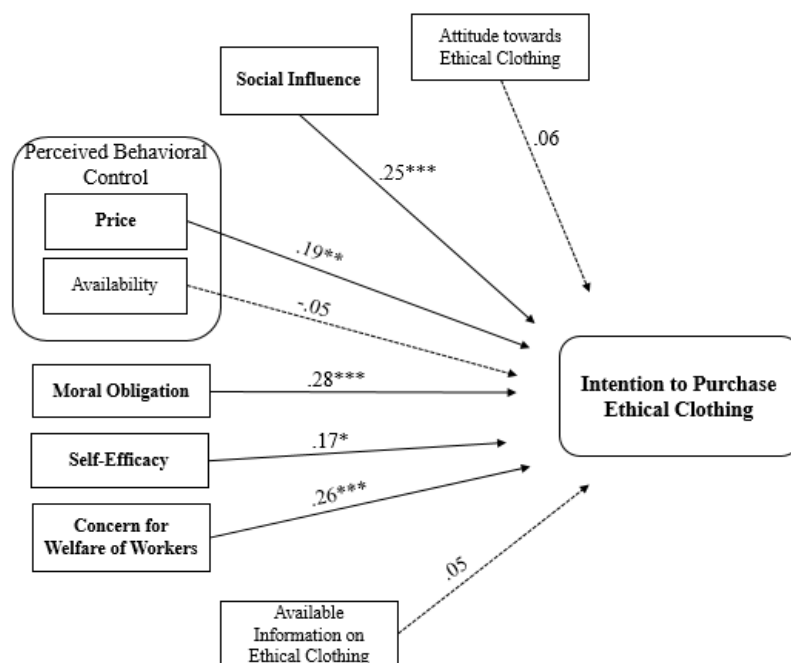 Attitude towards
Ethical Clothing
Social Influence
.06
Perceived Behavioral
Control
.25***
Price
.19**
Availability
-.05
Intention to Purchase
Ethical Clothing
Moral Obligation
.28***
Self-Efficacy
.17*
.26***
Concern for
Welfare of Workers
.05
Available
Information on
Ethical Clothing